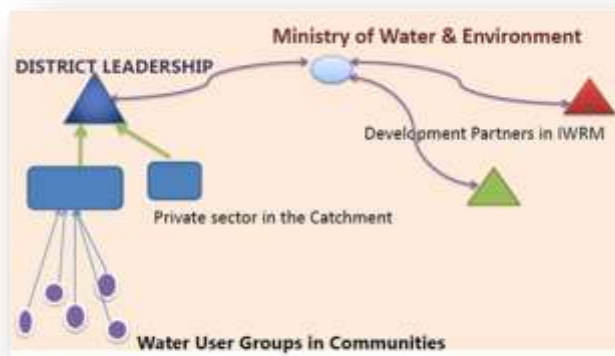 Ministry of Water & Environment
DISTRICT LEADERSHIP
Development Partners in IWRM
Private sector in the Catchment
Water User Groups in Communities